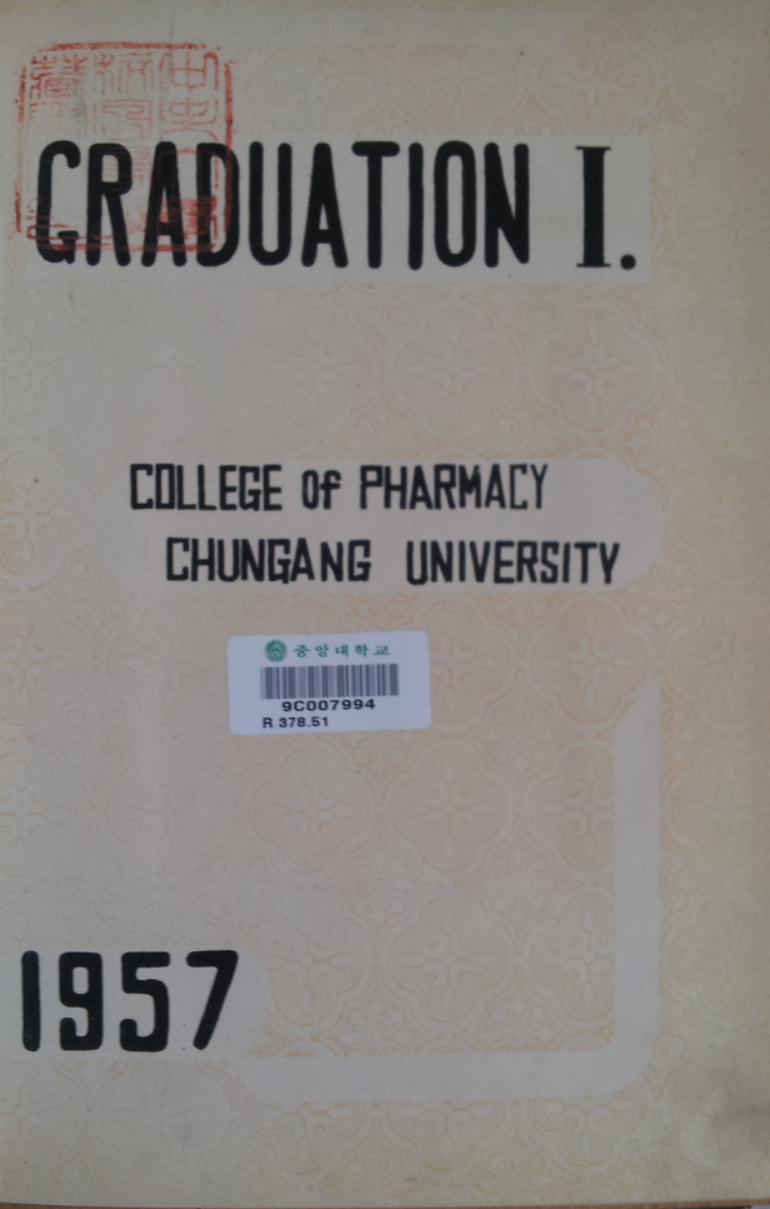 GRADUATION I.
COLLEGE of PHARMACY
CHUNGANG UNIVERSITY
중앙대학교
9C007994
R 378.51
1957